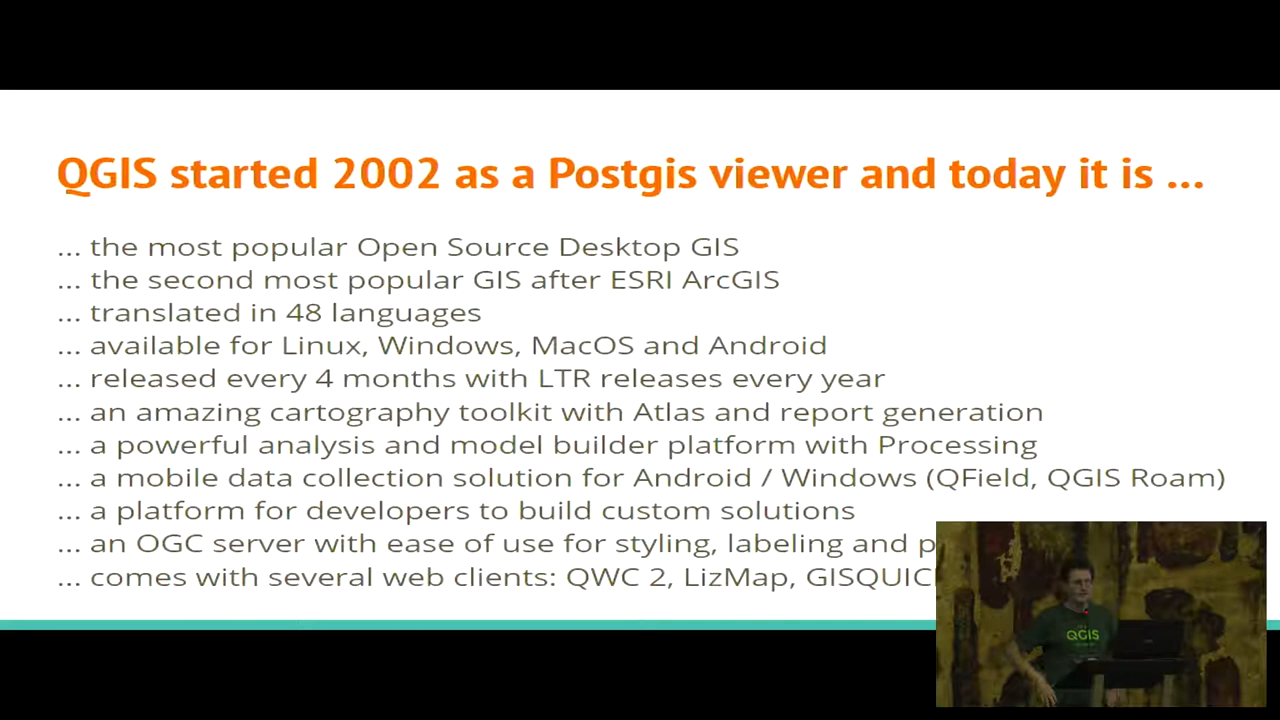 QGIS started 2002 as a Postgis viewer and today it is ...
... the most popular Open Source Desktop GIS
... the second most popular GIS after ESRI ArcGIS
... translated in 48 languages
... available for Linux, Windows, MacOS and Android
... released every 4 months with LTR releases every year
... an amazing cartography toolkit with Atlas and report generation
... a powerful analysis and model builder platform with Processing
... a mobile data collection solution for Android / Windows (QField, QGIS Roam)
... a platform for developers to build custom solutions
... an OGC server with ease of use for styling, labeling and
... comes with several web clients: QWC 2, LizMap,
QGIS